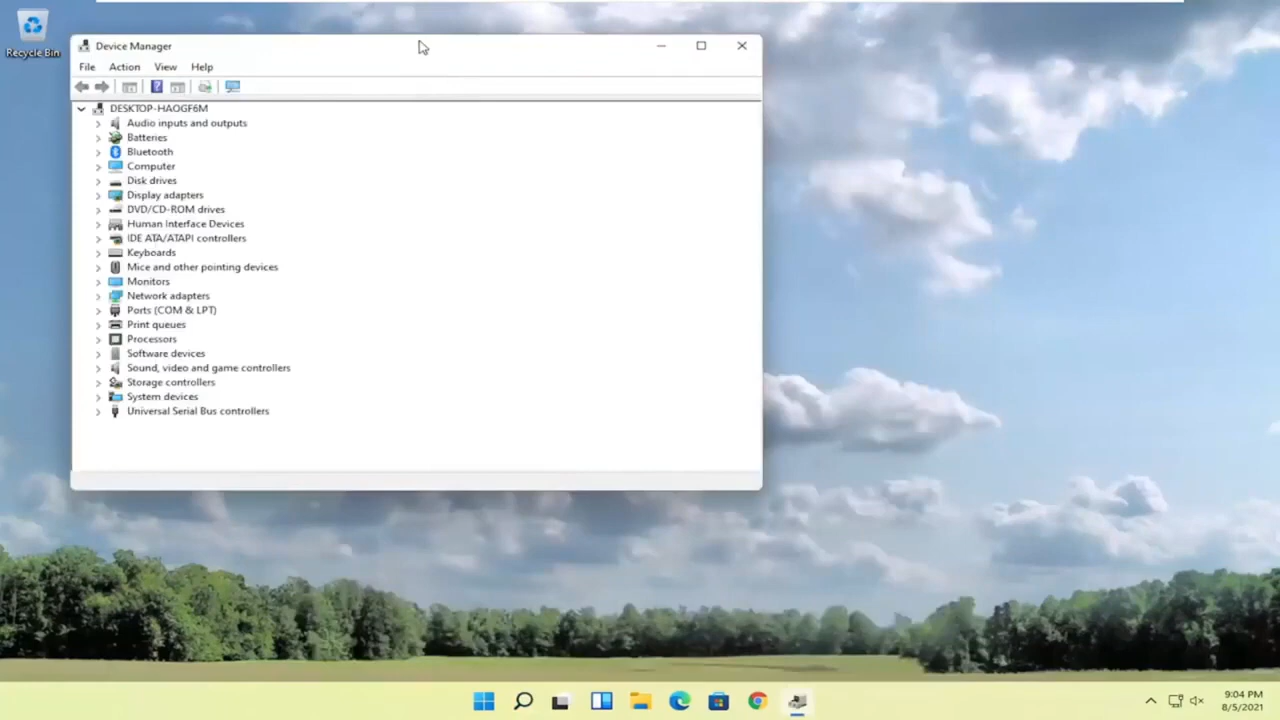 Recycle Bin
Device Manager
File Action View Help
DESKTOP-HAOGF6M
Audio inputs and outputs
Batteries
Bluetooth
Computer
Disk drives
Display adapters
DVD/CD-ROM drives
Human Interface Devices
IDE ATA/ATAPI controllers
Keyboards
Mice and other pointing devices
Monitors
Network adapters
Ports (COM & LPT)
Print queues
Processors
Software devices
Sound, video and game controllers
Storage controllers
System devices
Universal Serial Bus controllers
9:04 PM
8/5/2021